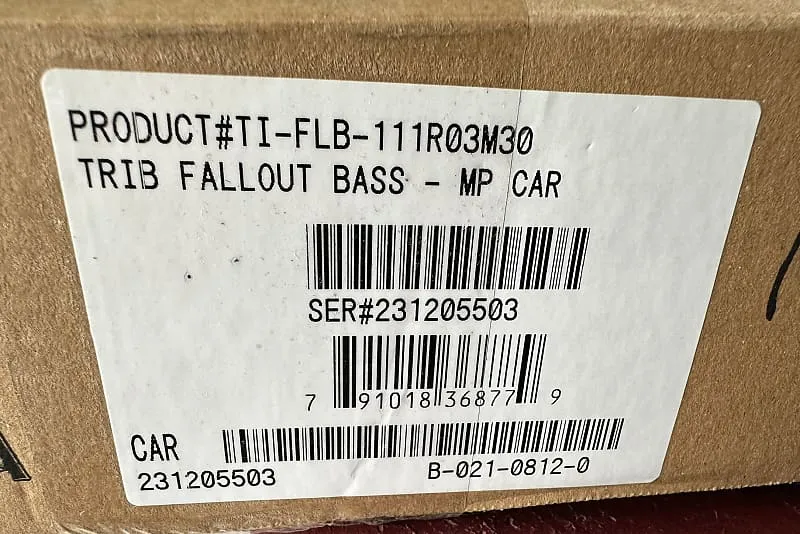 PRODUCT#TI-FLB-111R03M30
TRIB FALLOUT BASS - MP CAR
SER#231205503
7 91018 36877 9
CAR
231205503
B-021-0812-0